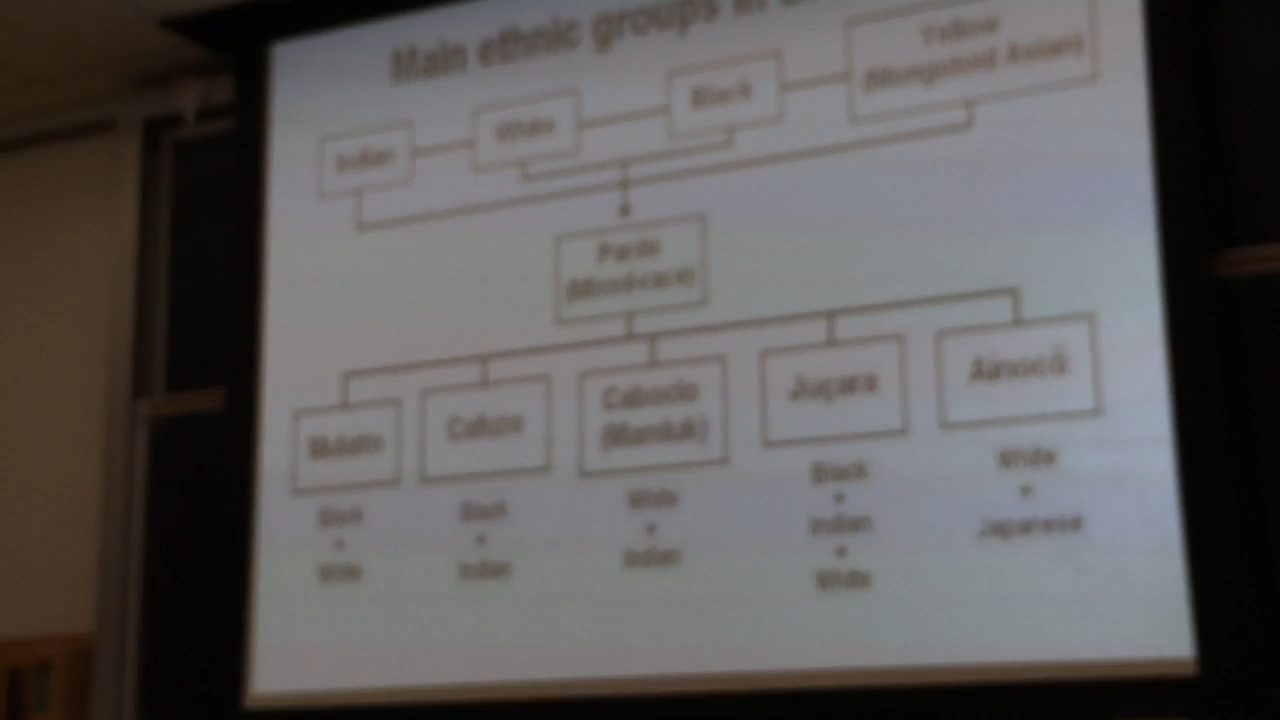 Main ethnic groups in
Yellow
(Mongoloid Asian)
Black
White
Indian
Pardo
(Mixed-race)
Mulatto
Cafuzo
Caboclo
(Mamluk)
Juçara
Ainocô
Black
+
White
Black
+
Indian
White
+
Indian
Black
+
Indian
+
White
White
+
Japanese